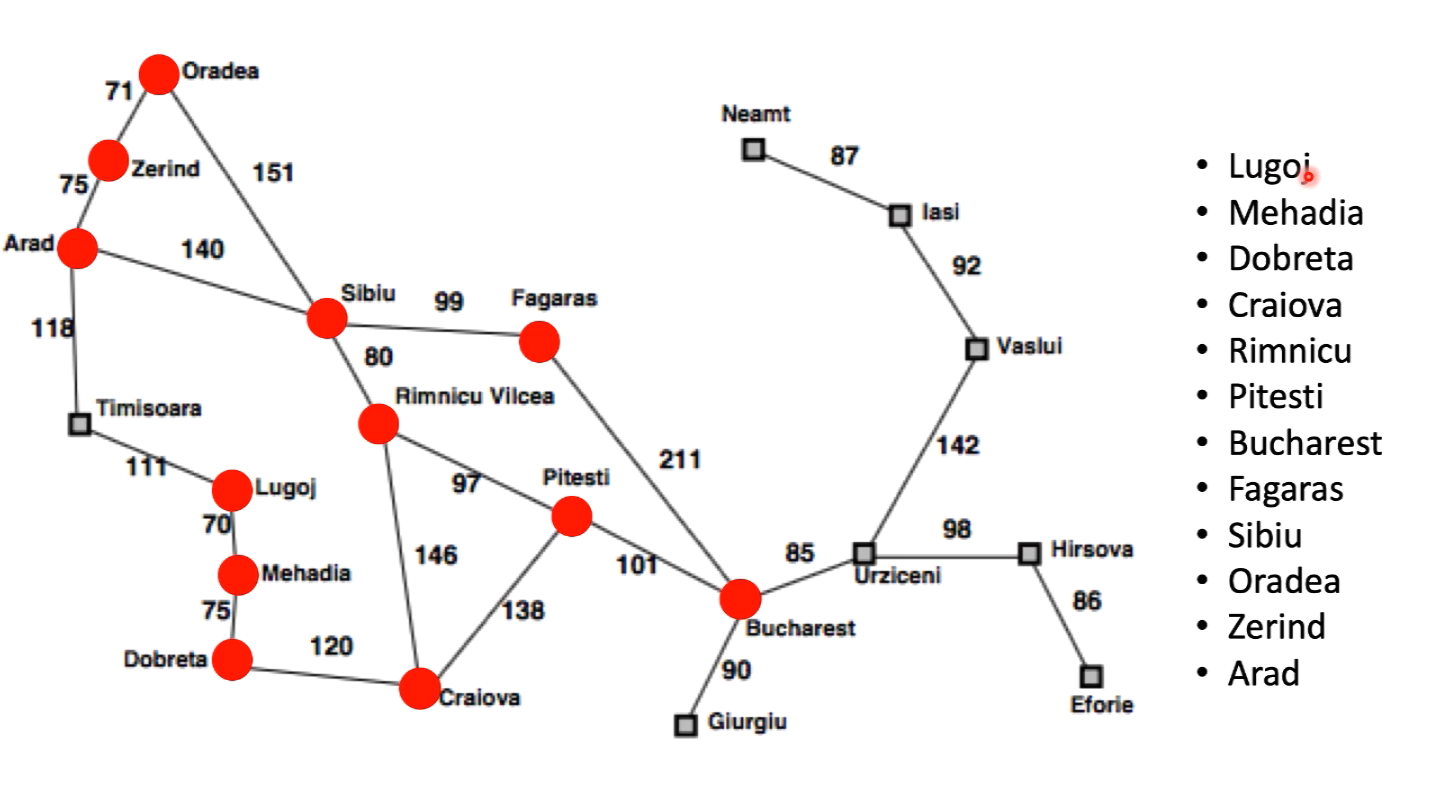 Oradea
71
Neamt
87
Zerind
151
75
Iasi
Arad
140
92
Sibiu
99
Fagaras
118
80
Vaslui
Rimnicu Vilcea
Timisoara
111
97
Pitesti
211
142
Lugoj
70
146
101
85
98
Hirsova
Mehadia
Urziceni
75
138
86
Dobreta
120
Bucharest
90
Craiova
Giurgiu
Eforie
• Lugoj
• Mehadia
• Dobreta
• Craiova
• Rimnicu
• Pitesti
• Bucharest
• Fagaras
• Sibiu
• Oradea
• Zerind
• Arad